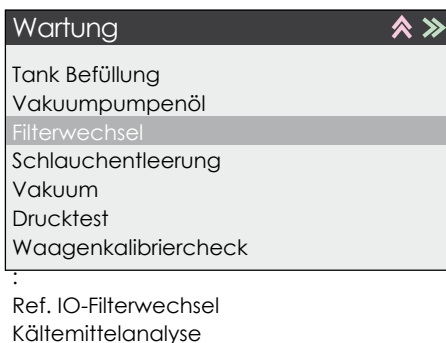 Wartung
Tank Befüllung
Vakuumpumpenöl
Filterwechsel
Schlauchentleerung
Vakuum
Drucktest
Waagenkalibriercheck
:
Ref. IO-Filterwechsel
Kältemittelanalyse